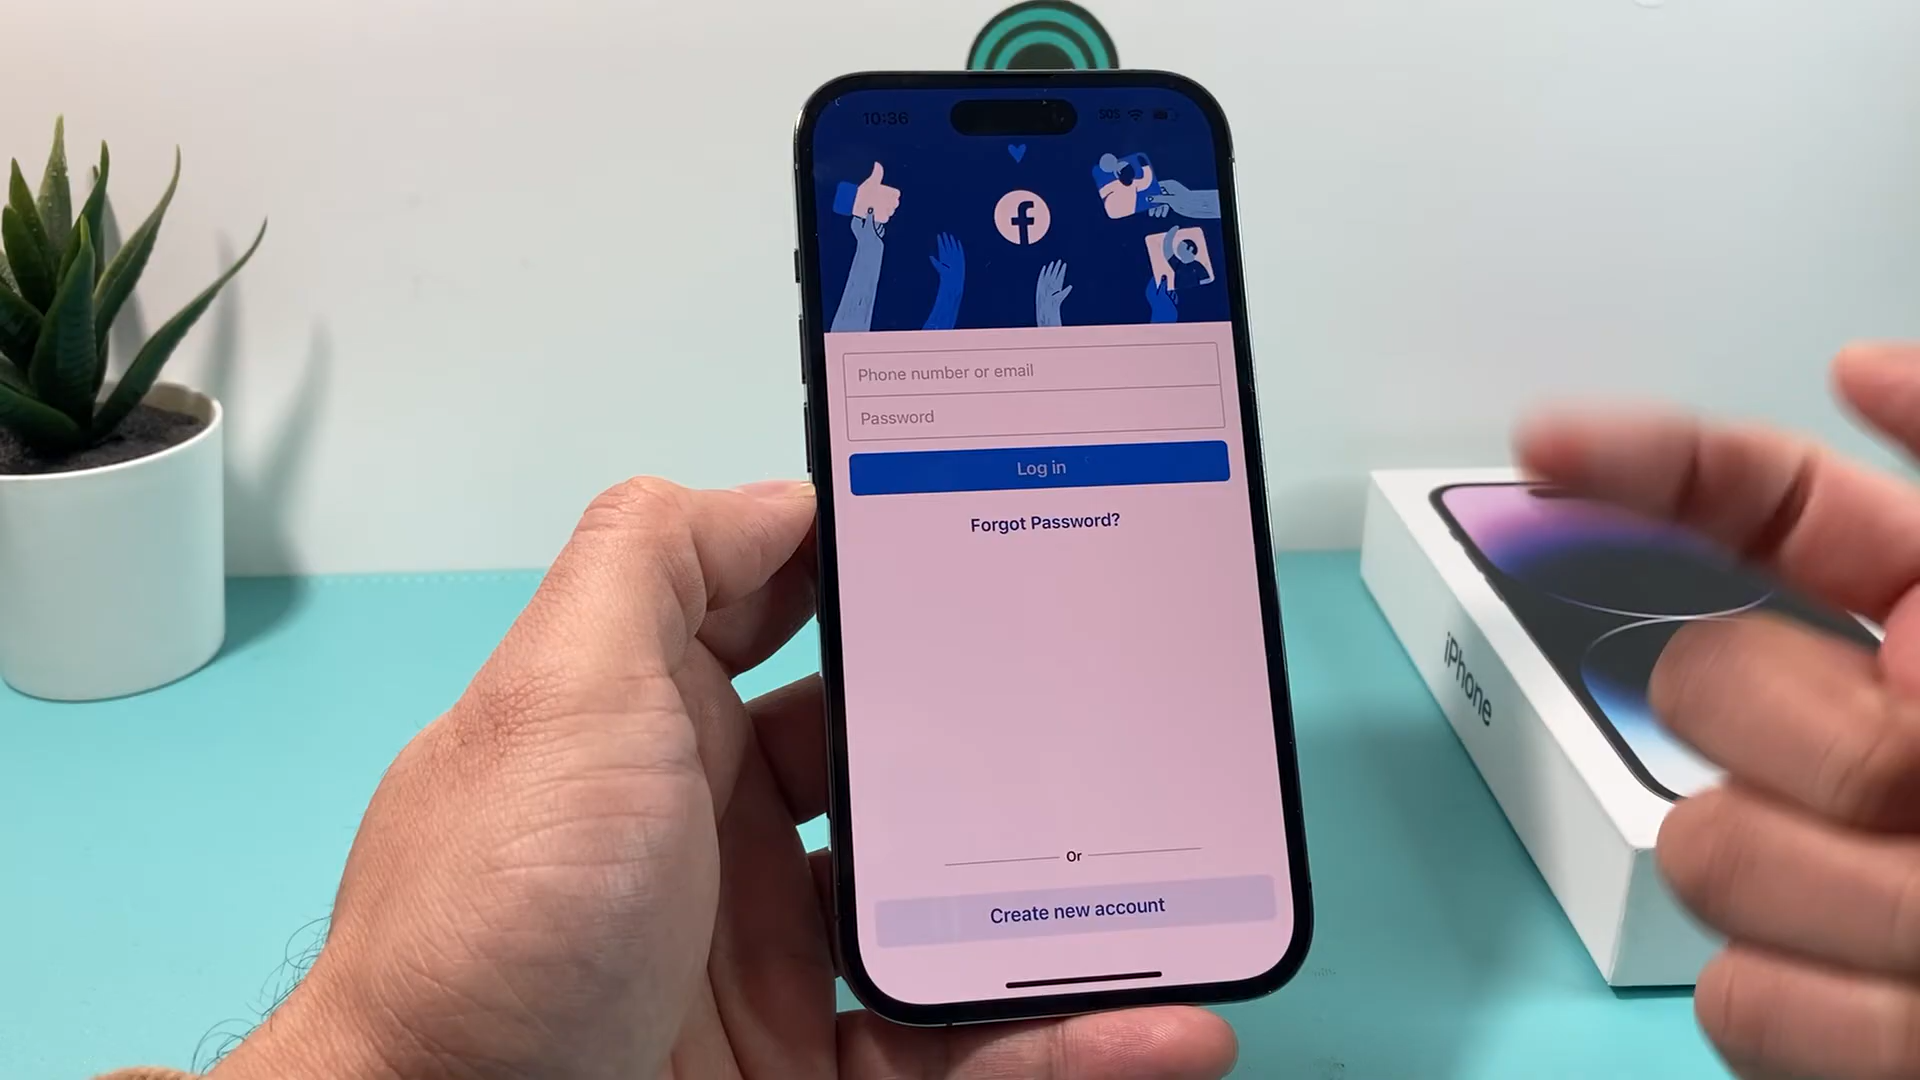 10:36 SOS
Phone number or email
Password
Log in
Forgot Password?
Or
Create new account
iPhone